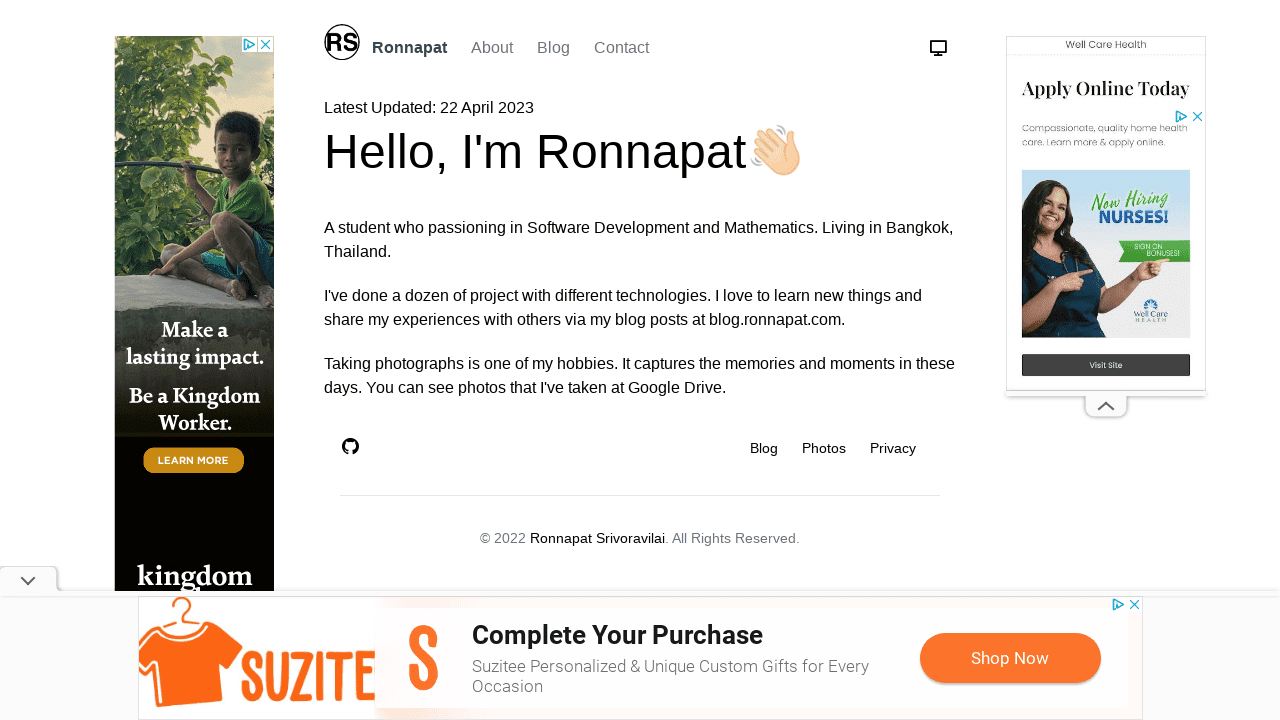 RS
Ronnapat
About
Blog
Contact
Latest Updated: 22 April 2023
Hello, I'm Ronnapat👋
A student who passioning in Software Development and Mathematics. Living in Bangkok,
Thailand.
I've done a dozen of project with different technologies. I love to learn new things and
share my experiences with others via my blog posts at blog.ronnapat.com.
Taking photographs is one of my hobbies. It captures the memories and moments in these
days. You can see photos that I've taken at Google Drive.
Blog
Photos
Privacy
© 2022 Ronnapat Srivoravilai. All Rights Reserved.
Make a
lasting impact.
Be a Kingdom
Worker.
LEARN MORE
kingdom
Well Care Health
Apply Online Today
Compassionate, quality home health
care. Learn more & apply online.
Now Hiring
NURSES!
SIGN ON
BONUSES!
Well Care
HEALTH
Visit Site
SUZITE
S
Complete Your Purchase
Suzitee Personalized & Unique Custom Gifts for Every
Occasion
Shop Now